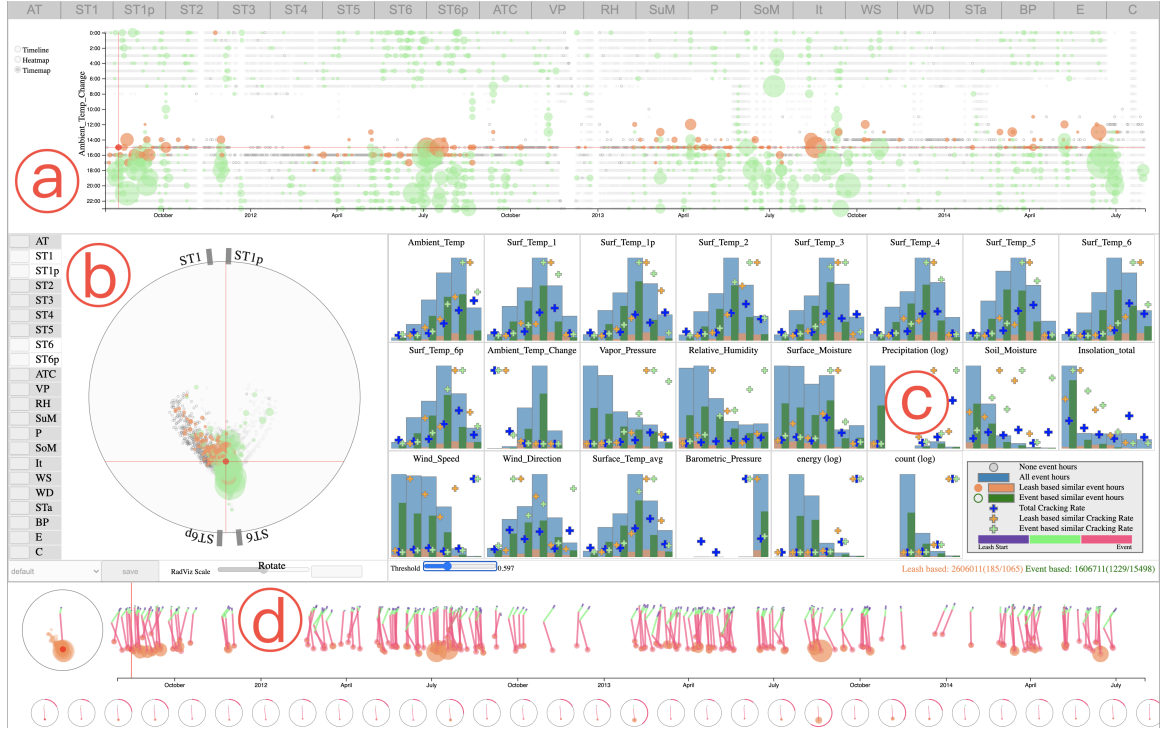 AT ST1 ST1p ST2 ST3 ST4 ST5 ST6 ST6p ATC VP RH SuM P SoM It WS WD STa BP E C
Timeline
Heatmap
Timemap
Ambient_Temp_Change
0:00
2:00
4:00
6:00
8:00
10:00
12:00
14:00
16:00
18:00
20:00
22:00
October 2012 April July October 2013 April July October 2014 April July
a
AT
ST1
ST1p
ST2
ST3
ST4
ST5
ST6
ST6p
ATC
VP
RH
SuM
P
SoM
It
WS
WD
STa
BP
E
C
b
ST1 ST1p
ST6p ST6
default save RadViz Scale Rotate
Ambient_Temp Surf_Temp_1 Surf_Temp_1p Surf_Temp_2 Surf_Temp_3 Surf_Temp_4 Surf_Temp_5 Surf_Temp_6
Surf_Temp_6p Ambient_Temp_Change Vapor_Pressure Relative_Humidity Surface_Moisture Precipitation (log) Soil_Moisture Insolation_total
c
Wind_Speed Wind_Direction Surface_Temp_avg Barometric_Pressure energy (log) count (log)
None event hours
All event hours
Leash based similar event hours
Event based similar event hours
Total Cracking Rate
Leash based similar Cracking Rate
Event based similar Cracking Rate
Leash Start Event
Threshold 0.597
Leash based: 2606011(185/1065) Event based: 1606711(1229/15498)
d
October 2012 April July October 2013 April July October 2014 April July